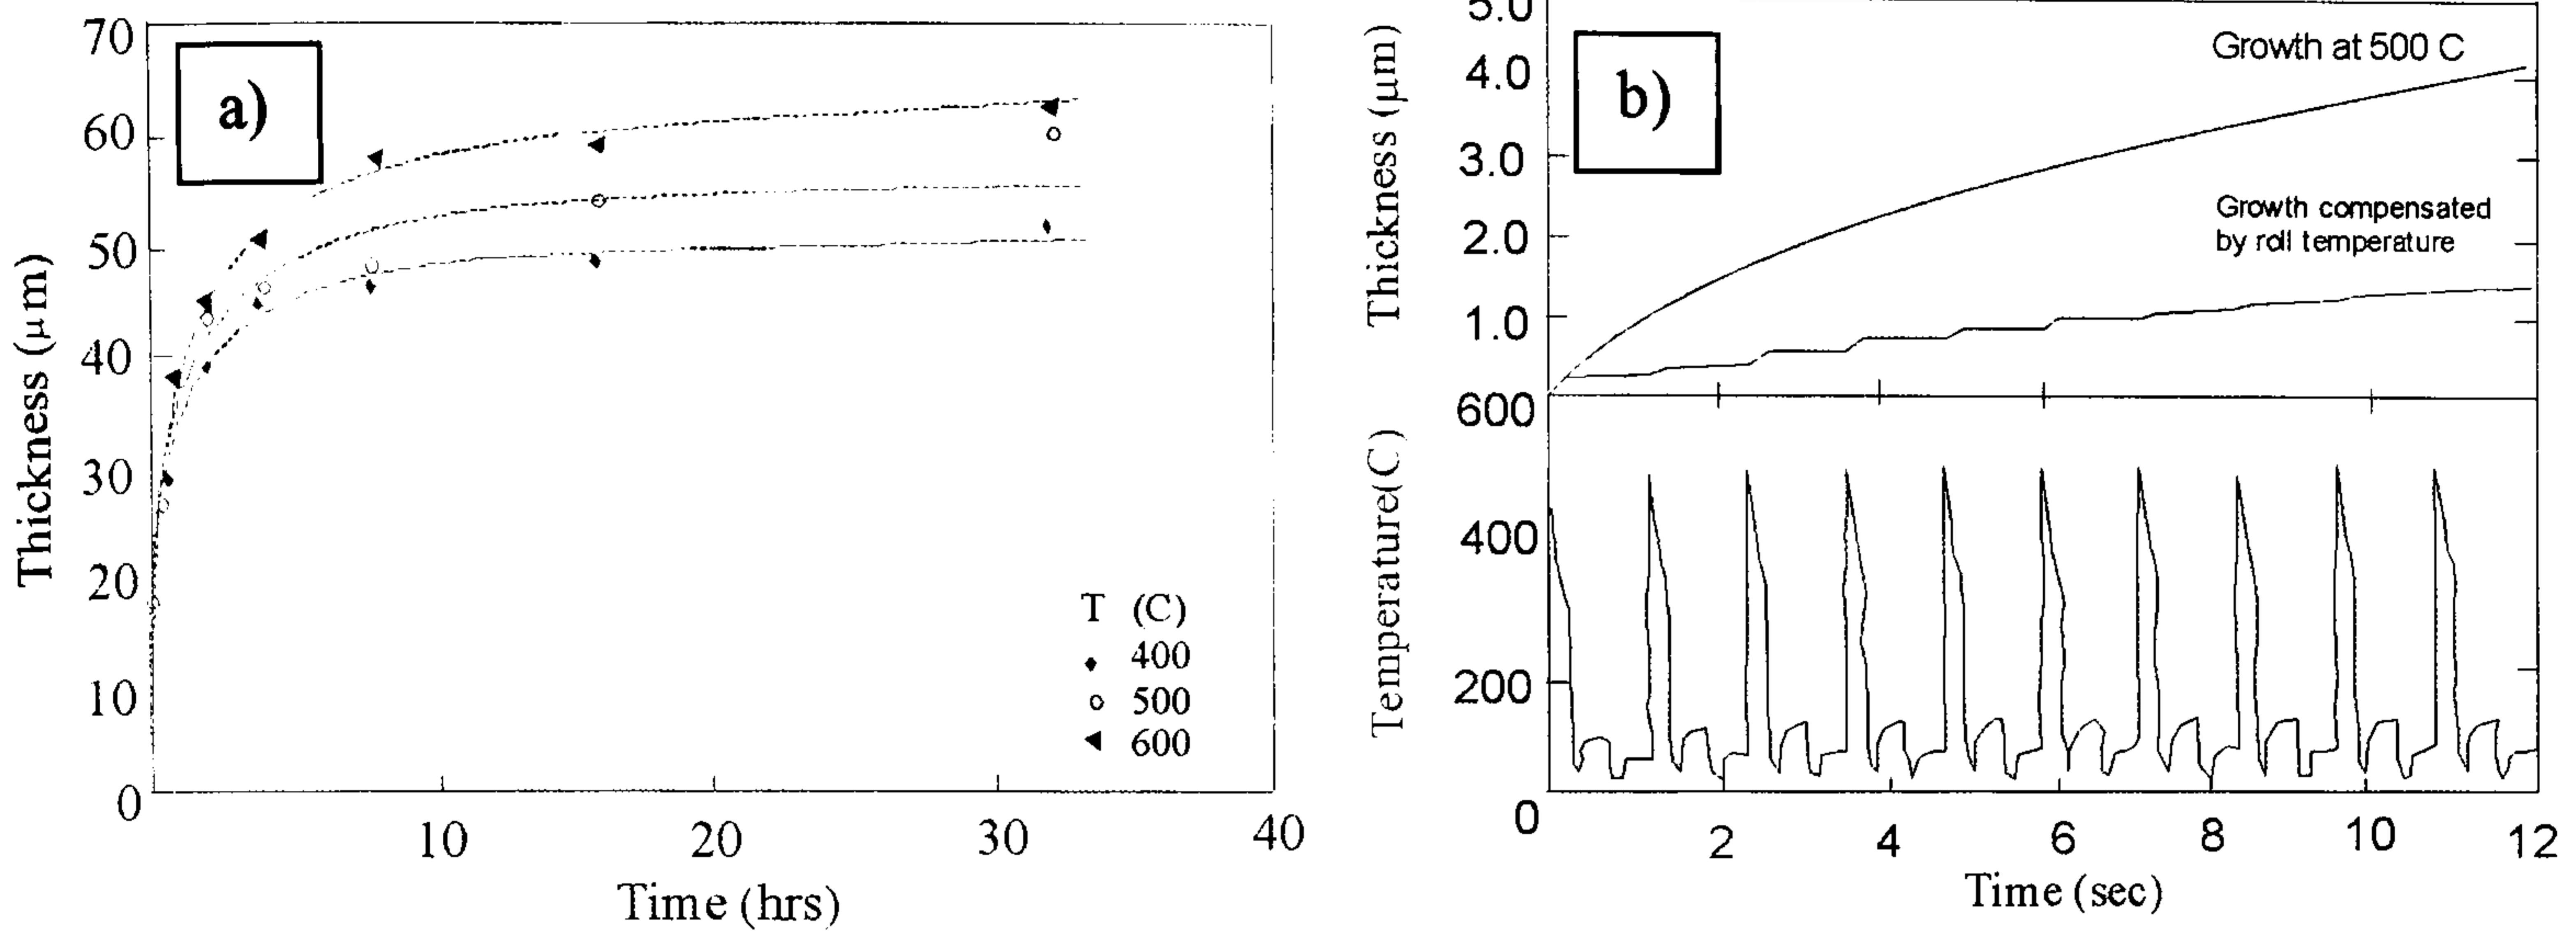 a)
70
60
50
40
30
20
10
0
10
20
30
40
Thickness (μm)
Time (hrs)
T (C)
400
500
600
b)
5.0
4.0
3.0
2.0
1.0
Thickness (μm)
Growth at 500 C
Growth compensated
by roll temperature
600
400
200
0
Temperature(C)
2
4
6
8
10
12
Time (sec)